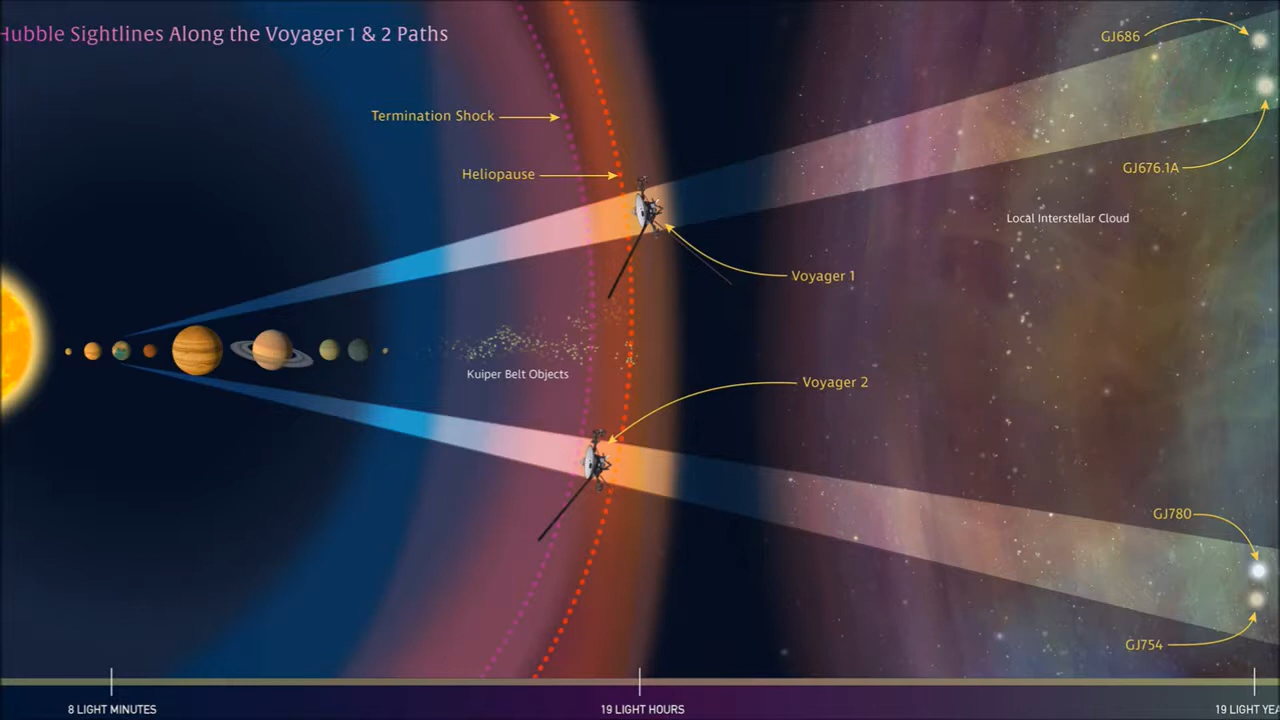 Hubble Sightlines Along the Voyager 1 & 2 Paths
GJ686
Termination Shock
GJ676.1A
Heliopause
Local Interstellar Cloud
Voyager 1
Kuiper Belt Objects
Voyager 2
GJ780
GJ754
8 LIGHT MINUTES
19 LIGHT HOURS
19 LIGHT YEA